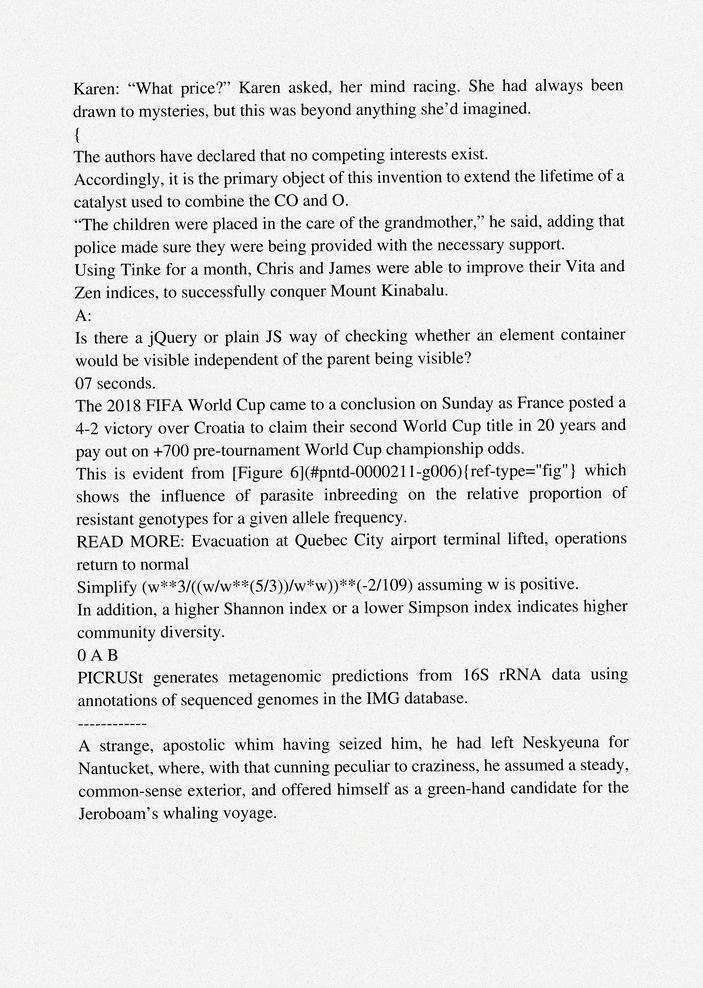 Karen: “What price?” Karen asked, her mind racing. She had always been
drawn to mysteries, but this was beyond anything she’d imagined.
{
The authors have declared that no competing interests exist.
Accordingly, it is the primary object of this invention to extend the lifetime of a
catalyst used to combine the CO and O.
“The children were placed in the care of the grandmother,” he said, adding that
police made sure they were being provided with the necessary support.
Using Tinke for a month, Chris and James were able to improve their Vita and
Zen indices, to successfully conquer Mount Kinabalu.
A:
Is there a jQuery or plain JS way of checking whether an element container
would be visible independent of the parent being visible?
07 seconds.
The 2018 FIFA World Cup came to a conclusion on Sunday as France posted a
4-2 victory over Croatia to claim their second World Cup title in 20 years and
pay out on +700 pre-tournament World Cup championship odds.
This is evident from [Figure 6](#pntd-0000211-g006){ref-type="fig"} which
shows the influence of parasite inbreeding on the relative proportion of
resistant genotypes for a given allele frequency.
READ MORE: Evacuation at Quebec City airport terminal lifted, operations
return to normal
Simplify (w**3/((w/w**(5/3))/w*w))**(-2/109) assuming w is positive.
In addition, a higher Shannon index or a lower Simpson index indicates higher
community diversity.
0 A B
PICRUSt generates metagenomic predictions from 16S rRNA data using
annotations of sequenced genomes in the IMG database.
------------
A strange, apostolic whim having seized him, he had left Neskyeuna for
Nantucket, where, with that cunning peculiar to craziness, he assumed a steady,
common-sense exterior, and offered himself as a green-hand candidate for the
Jeroboam’s whaling voyage.